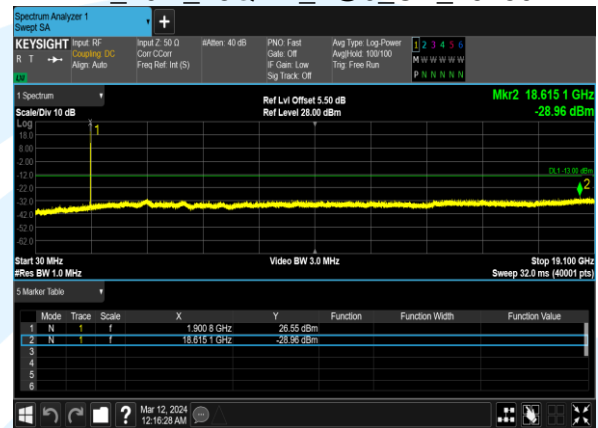 Spectrum Analyzer 1
Swept SA
+
KEYSIGHT Input: RF Input Z: 50 Ω #Atten: 40 dB PNO: Fast Avg Type: Log-Power 1 2 3 4 5 6
R T Coupling: DC Corr CCorr Gate: Off Avg|Hold: 100/100 M W W W W W
Align: Auto Freq Ref: Int (S) IF Gain: Low Trig: Free Run
Sig Track: Off P N N N N N
1 Spectrum
Ref Lvl Offset 5.50 dB Mkr2 18.615 1 GHz
Scale/Div 10 dB Ref Level 28.00 dBm -28.96 dBm
Log
18.0
1
8.00
-2.00
-12.0
DL1 -13.00 dBm
-22.0
2
-32.0
-42.0
-52.0
-62.0
Start 30 MHz Video BW 3.0 MHz Stop 19.100 GHz
#Res BW 1.0 MHz Sweep 32.0 ms (40001 pts)
5 Marker Table
Mode Trace Scale X Y Function Function Width Function Value
1 N 1 f 1.900 8 GHz 26.55 dBm
2 N 1 f 18.615 1 GHz -28.96 dBm
3
4
5
6
? Mar 12, 2024
12:16:28 AM